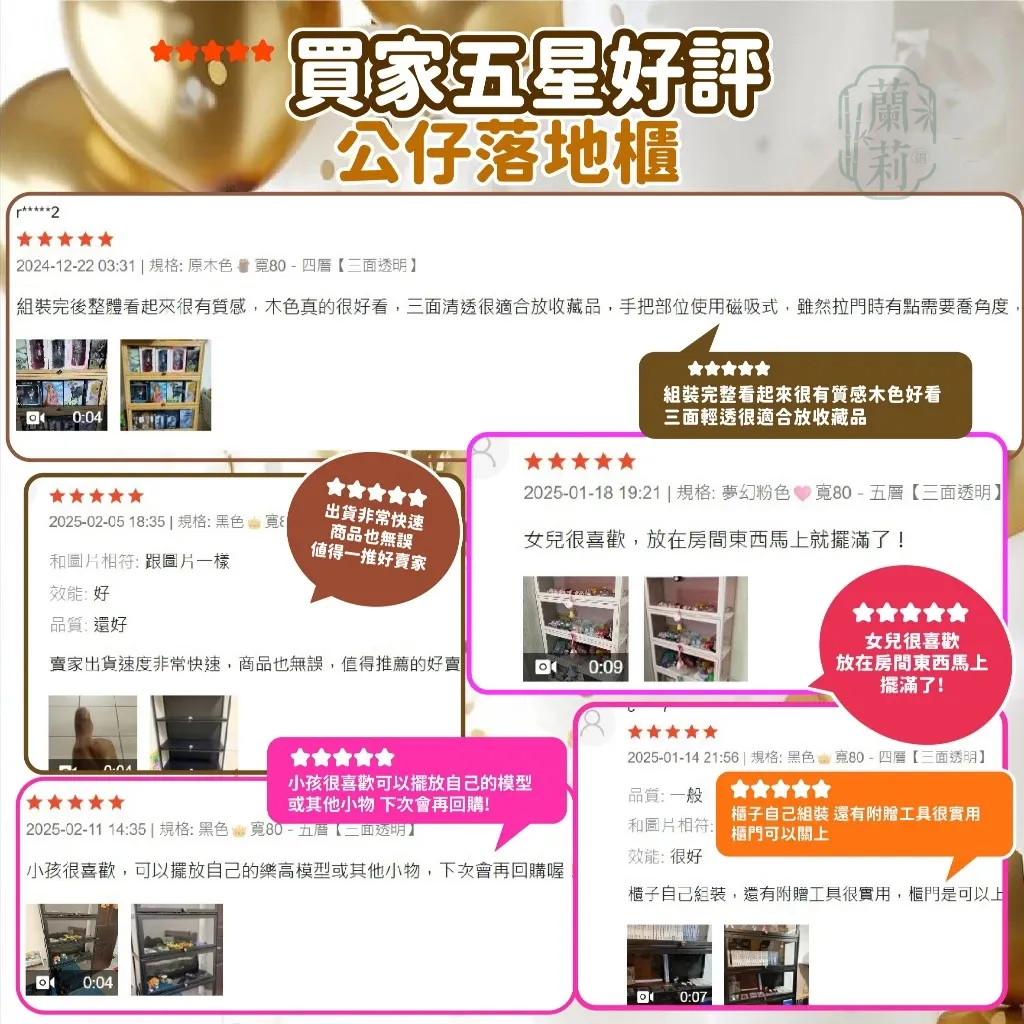 買家五星好評
公仔落地櫃
蘭莉
r*****2
2024-12-22 03:31 | 規格: 原木色 寬80 - 四層【三面透明】
組裝完後整體看起來很有質感，木色真的很好看，三面清透很適合放收藏品，手把部位使用磁吸式，雖然拉門時有點需要喬角度，
0:04
組裝完整看起來很有質感木色好看
三面輕透很適合放收藏品
2025-02-05 18:35 | 規格: 黑色 寬8
和圖片相符: 跟圖片一樣
效能: 好
品質: 還好
賣家出貨速度非常快速，商品也無誤，值得推薦的好賣
0:04
出貨非常快速
商品也無誤
值得一推好賣家
2025-01-18 19:21 | 規格: 夢幻粉色 寬80 - 五層【三面透明】
女兒很喜歡，放在房間東西馬上就擺滿了！
0:09
女兒很喜歡
放在房間東西馬上
擺滿了!
2025-02-11 14:35 | 規格: 黑色 寬80 - 五層【三面透明】
小孩很喜歡，可以擺放自己的樂高模型或其他小物，下次會再回購喔
0:04
小孩很喜歡可以擺放自己的模型
或其他小物 下次會再回購!
2025-01-14 21:56 | 規格: 黑色 寬80 - 四層【三面透明】
品質: 一般
和圖片相符:
效能: 很好
櫃子自己組裝，還有附贈工具很實用，櫃門是可以上
0:07
櫃子自己組裝 還有附贈工具很實用
櫃門可以關上